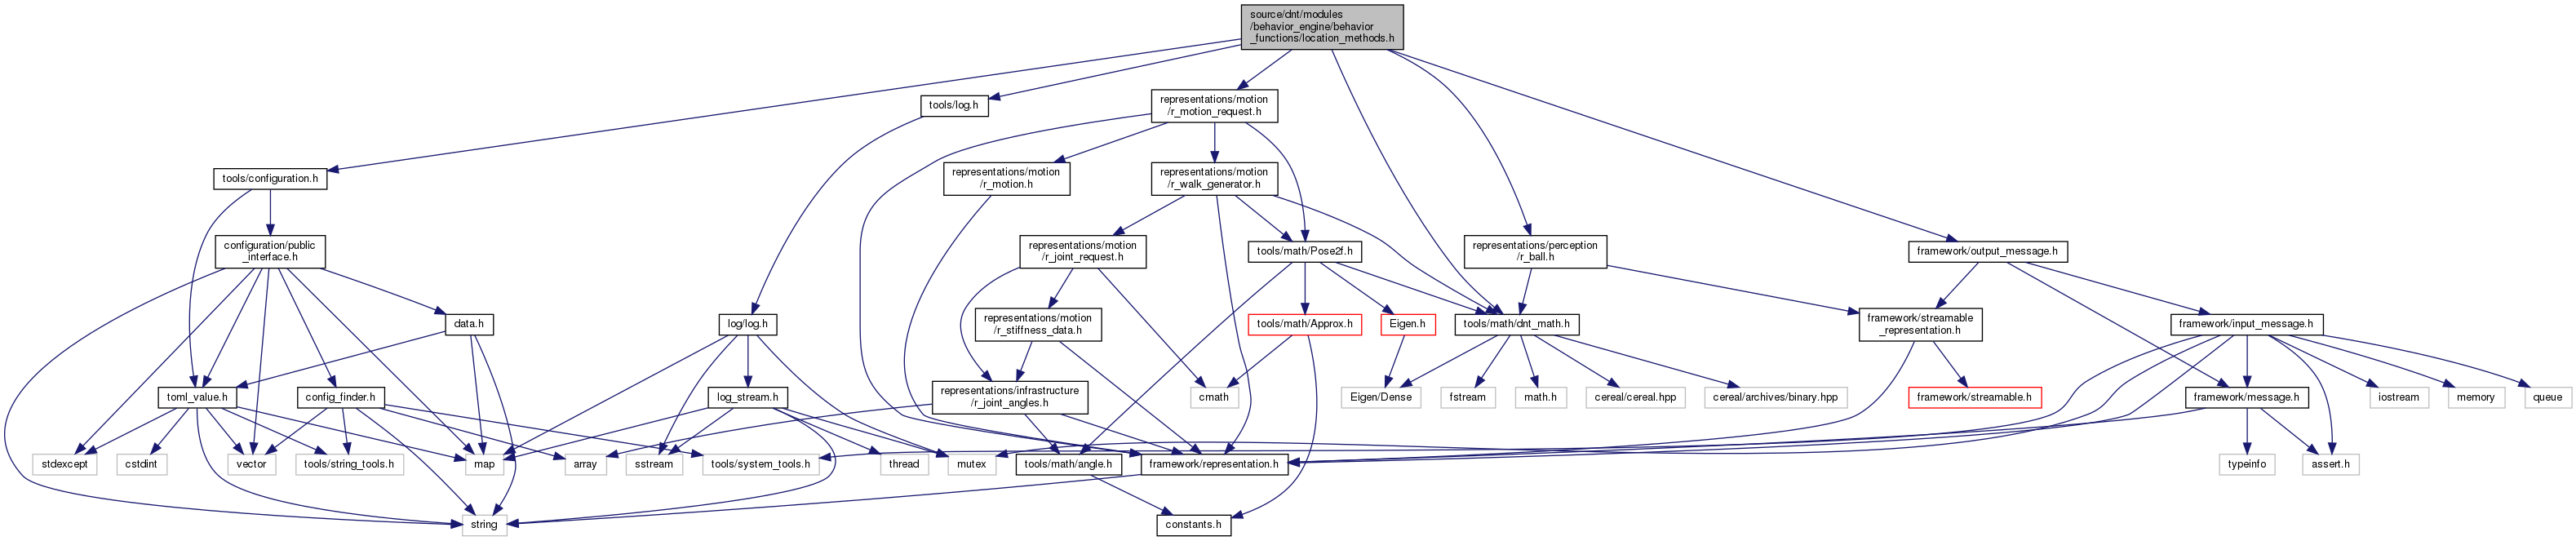 source/dnt/modules
/behavior_engine/behavior
_functions/location_methods.h
tools/log.h
representations/motion
/r_motion_request.h
tools/configuration.h
representations/motion
/r_motion.h
representations/motion
/r_walk_generator.h
configuration/public
_interface.h
representations/motion
/r_joint_request.h
tools/math/Pose2f.h
representations/perception
/r_ball.h
framework/output_message.h
data.h
log/log.h
representations/motion
/r_stiffness_data.h
tools/math/Approx.h
Eigen.h
tools/math/dnt_math.h
framework/streamable
_representation.h
framework/input_message.h
toml_value.h
config_finder.h
log_stream.h
representations/infrastructure
/r_joint_angles.h
cmath
Eigen/Dense
fstream
math.h
cereal/cereal.hpp
cereal/archives/binary.hpp
framework/streamable.h
framework/message.h
iostream
memory
queue
stdexcept
cstdint
vector
tools/string_tools.h
map
array
sstream
tools/system_tools.h
thread
mutex
tools/math/angle.h
framework/representation.h
typeinfo
assert.h
string
constants.h